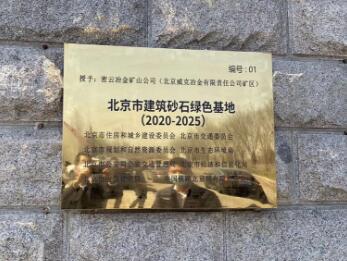 编号:01
授予:密云冶金矿山公司(北京威克冶金有限责任公司矿区)
北京市建筑砂石绿色基地
(2020-2025)
北京市住房和城乡建设委员会 北京市交通委员会
北京市规划和自然资源委员会 北京市生态环境局